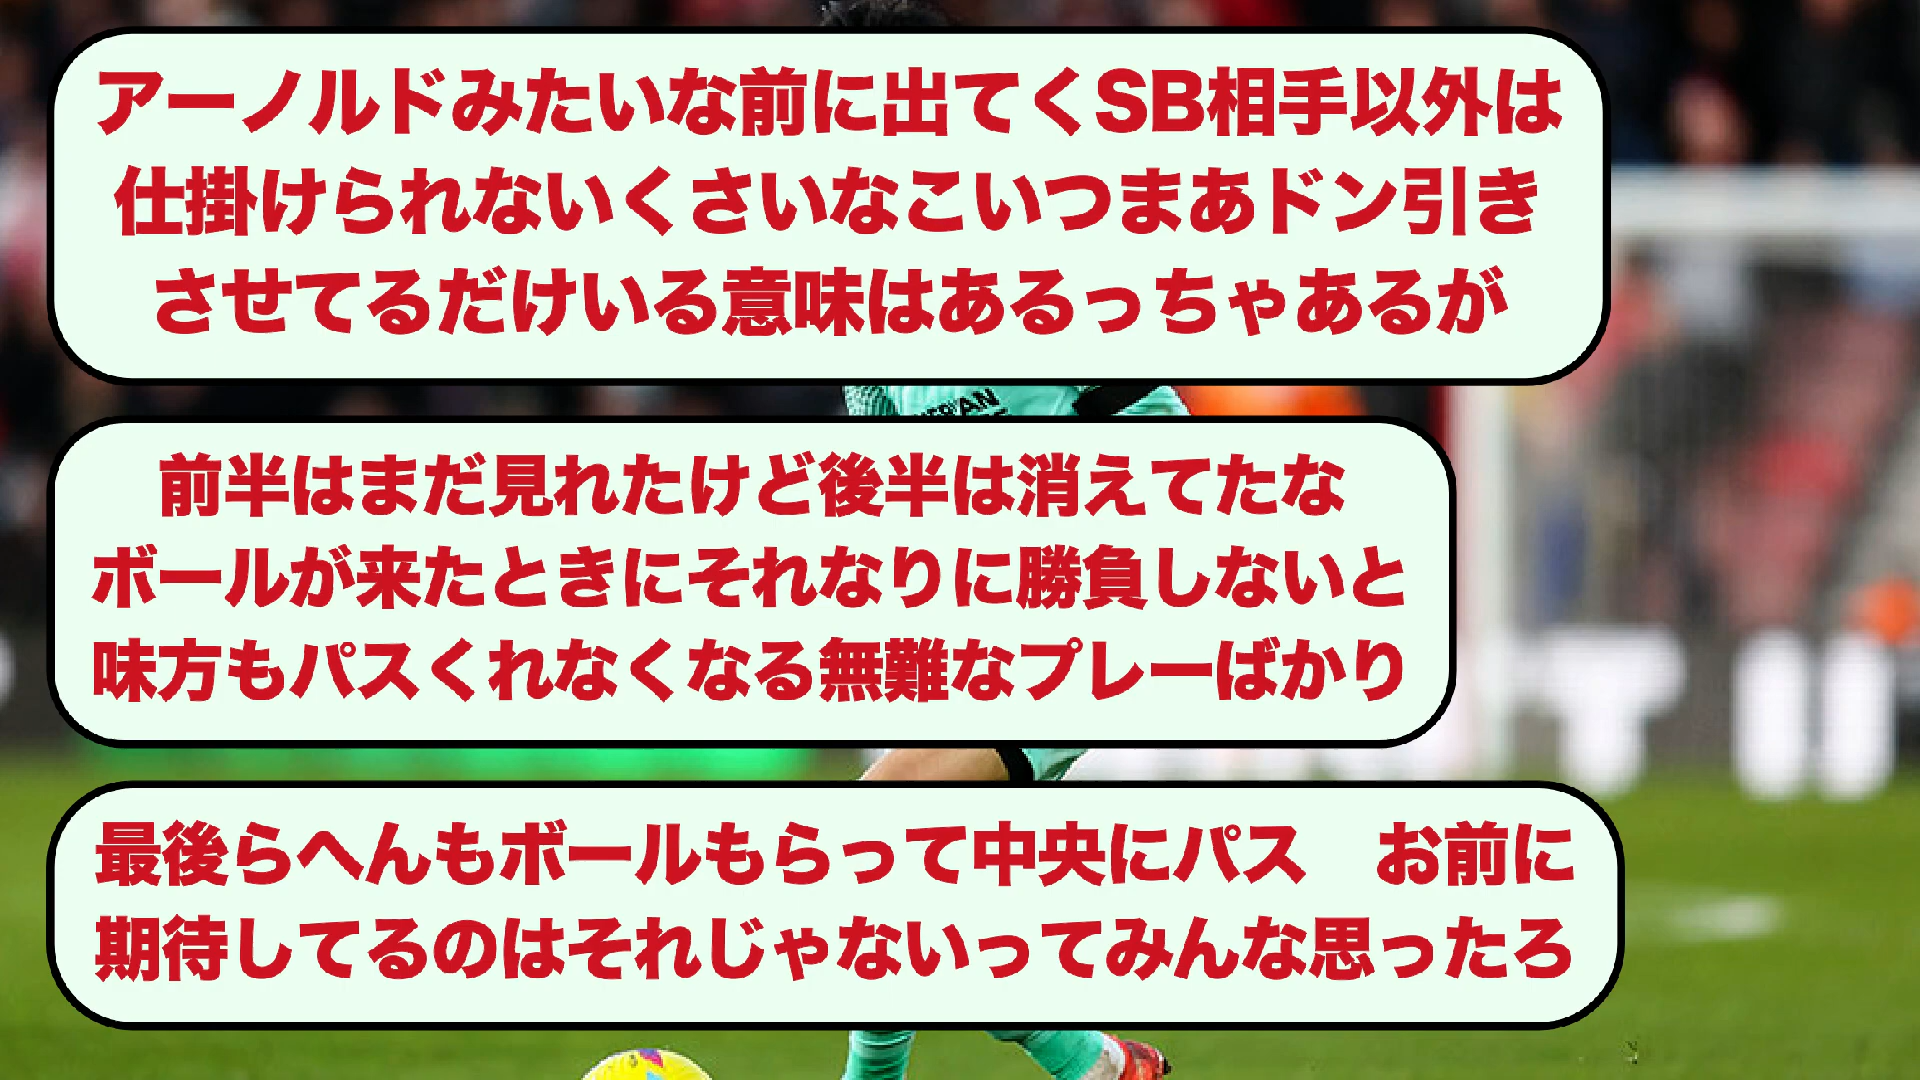 アーノルドみたいな前に出てくSB相手以外は
仕掛けられないくさいなこいつまあドン引き
させてるだけいる意味はあるっちゃあるが
前半はまだ見れたけど後半は消えてたな
ボールが来たときにそれなりに勝負しないと
味方もパスくれなくなる無難なプレーばかり
最後らへんもボールもらって中央にパス　お前に
期待してるのはそれじゃないってみんな思ったろ